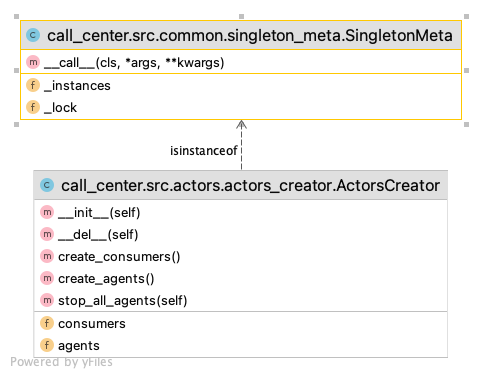 C call_center.src.common.singleton_meta.SingletonMeta
m __call__(cls, *args, **kwargs)
f _instances
f _lock
isinstanceof
C call_center.src.actors.actors_creator.ActorsCreator
m __init__(self)
m __del__(self)
m create_consumers()
m create_agents()
m stop_all_agents(self)
f consumers
f agents
Powered by yFiles